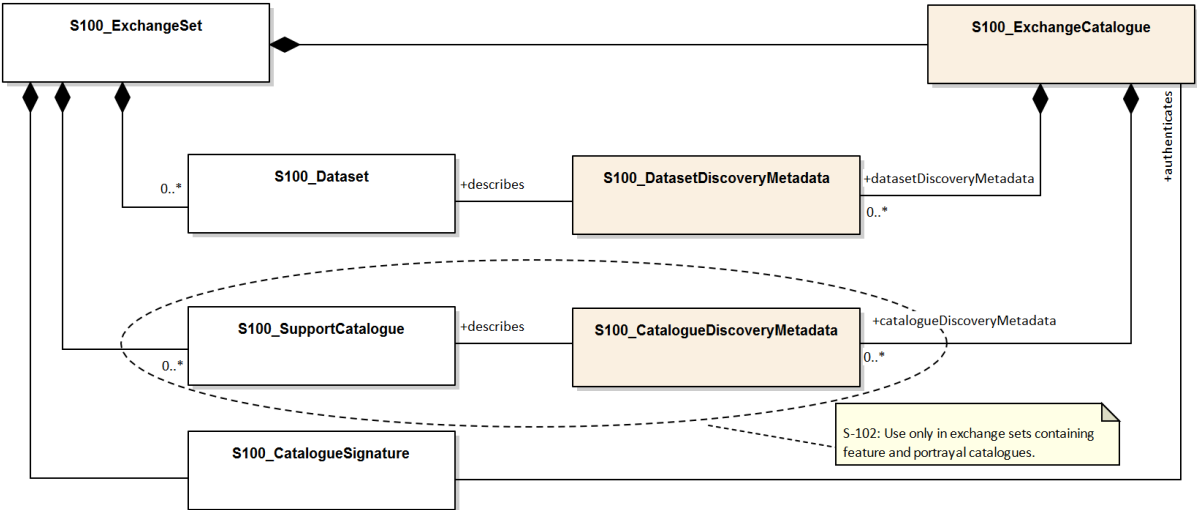 S100_ExchangeSet
S100_ExchangeCatalogue
+authenticates
S100_Dataset
0..*
+describes
S100_DatasetDiscoveryMetadata
+datasetDiscoveryMetadata
0..*
S100_SupportCatalogue
0..*
+describes
S100_CatalogueDiscoveryMetadata
+catalogueDiscoveryMetadata
0..*
S-102: Use only in exchange sets containing
feature and portrayal catalogues.
S100_CatalogueSignature